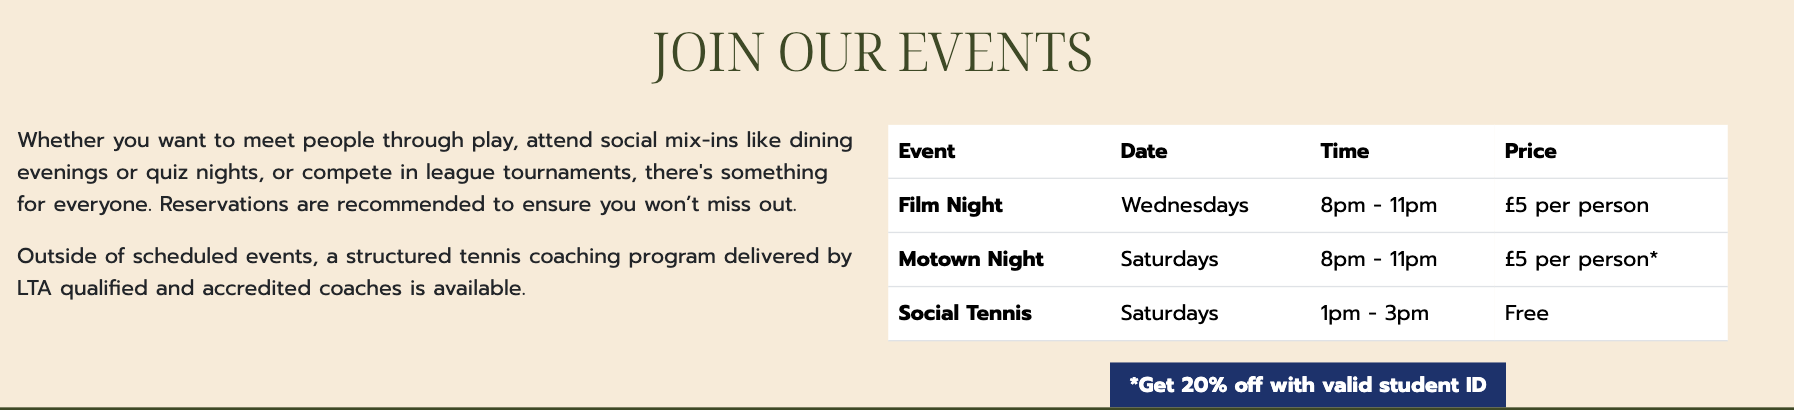 JOIN OUR EVENTS
Whether you want to meet people through play, attend social mix-ins like dining
evenings or quiz nights, or compete in league tournaments, there's something
for everyone. Reservations are recommended to ensure you won’t miss out.
Outside of scheduled events, a structured tennis coaching program delivered by
LTA qualified and accredited coaches is available.
Event Date Time Price
Film Night Wednesdays 8pm - 11pm £5 per person
Motown Night Saturdays 8pm - 11pm £5 per person*
Social Tennis Saturdays 1pm - 3pm Free
*Get 20% off with valid student ID